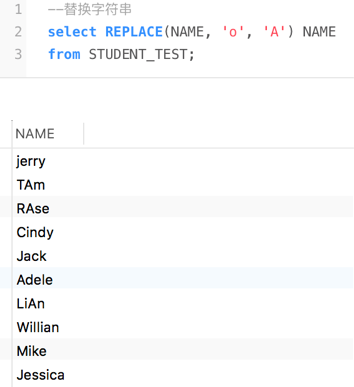 1 --替换字符串
2 select REPLACE(NAME, 'o', 'A') NAME
3 from STUDENT_TEST;
NAME
jerry
TAm
RAse
Cindy
Jack
Adele
LiAn
Willian
Mike
Jessica